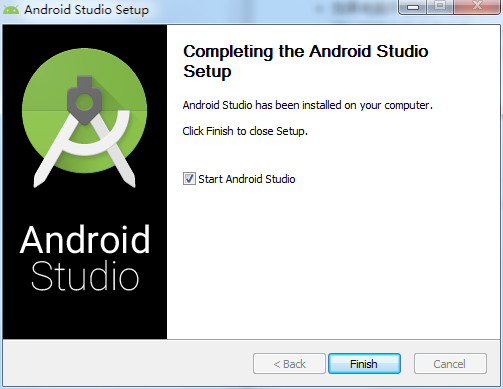 Android Studio Setup
Completing the Android Studio
Setup
Android Studio has been installed on your computer.
Click Finish to close Setup.
Start Android Studio
Android
Studio
< Back
Finish
Cancel